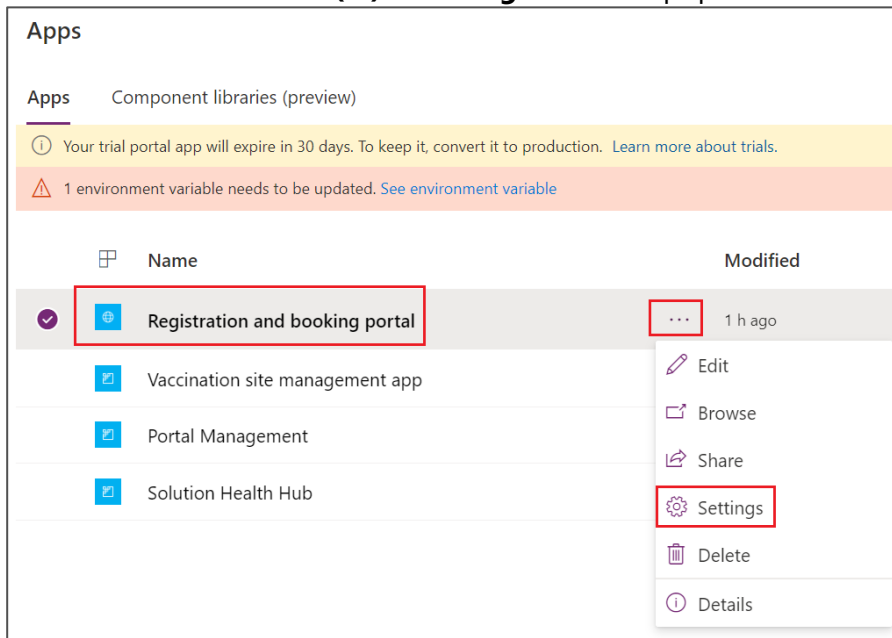 Apps
Apps Component libraries (preview)
Your trial portal app will expire in 30 days. To keep it, convert it to production. Learn more about trials.
1 environment variable needs to be updated. See environment variable
Name Modified
Registration and booking portal ... 1 h ago
Edit
Vaccination site management app
Browse
Portal Management
Share
Solution Health Hub
Settings
Delete
Details